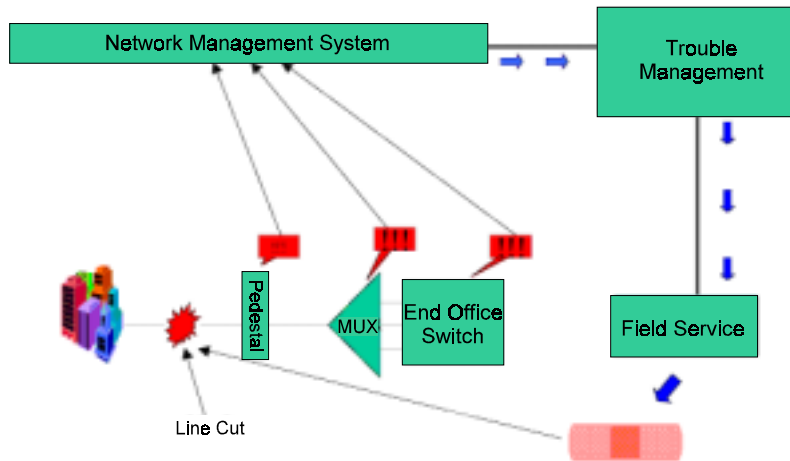 Network Management System
Trouble
Management
!!!
!!!
Pedestal
MUX
End Office
Switch
Field Service
Line Cut